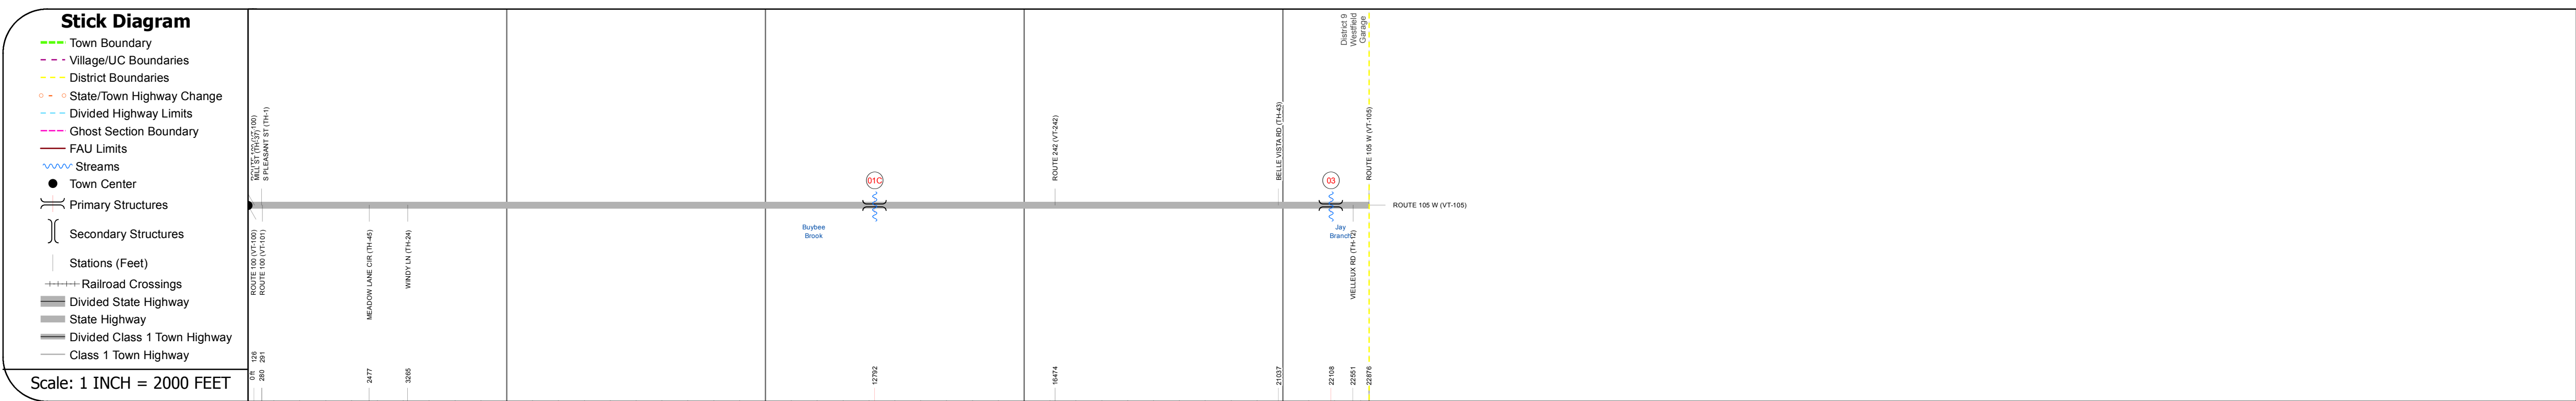 Stick Diagram
Town Boundary
Village/UC Boundaries
District Boundaries
State/Town Highway Change
Divided Highway Limits
Ghost Section Boundary
FAU Limits
Streams
Town Center
Primary Structures
Secondary Structures
Stations (Feet)
Railroad Crossings
Divided State Highway
State Highway
Divided Class 1 Town Highway
Class 1 Town Highway
Scale: 1 INCH = 2000 FEET
District 9
Westfield
Garage
ROUTE 100 (VT-100)
MILL ST (TH-37)
S PLEASANT ST (TH-1)
ROUTE 242 (VT-242)
BELLE VISTA RD (TH-43)
ROUTE 105 W (VT-105)
01C
03
ROUTE 105 W (VT-105)
Buybee
Brook
Jay
Branch
ROUTE 100 (VT-100)
ROUTE 100 (VT-101)
MEADOW LANE CIR (TH-45)
WINDY LN (TH-24)
VIELLEUX RD (TH-12)
0 ft
126
280
291
2477
3265
12792
16474
21037
22108
22551
22876